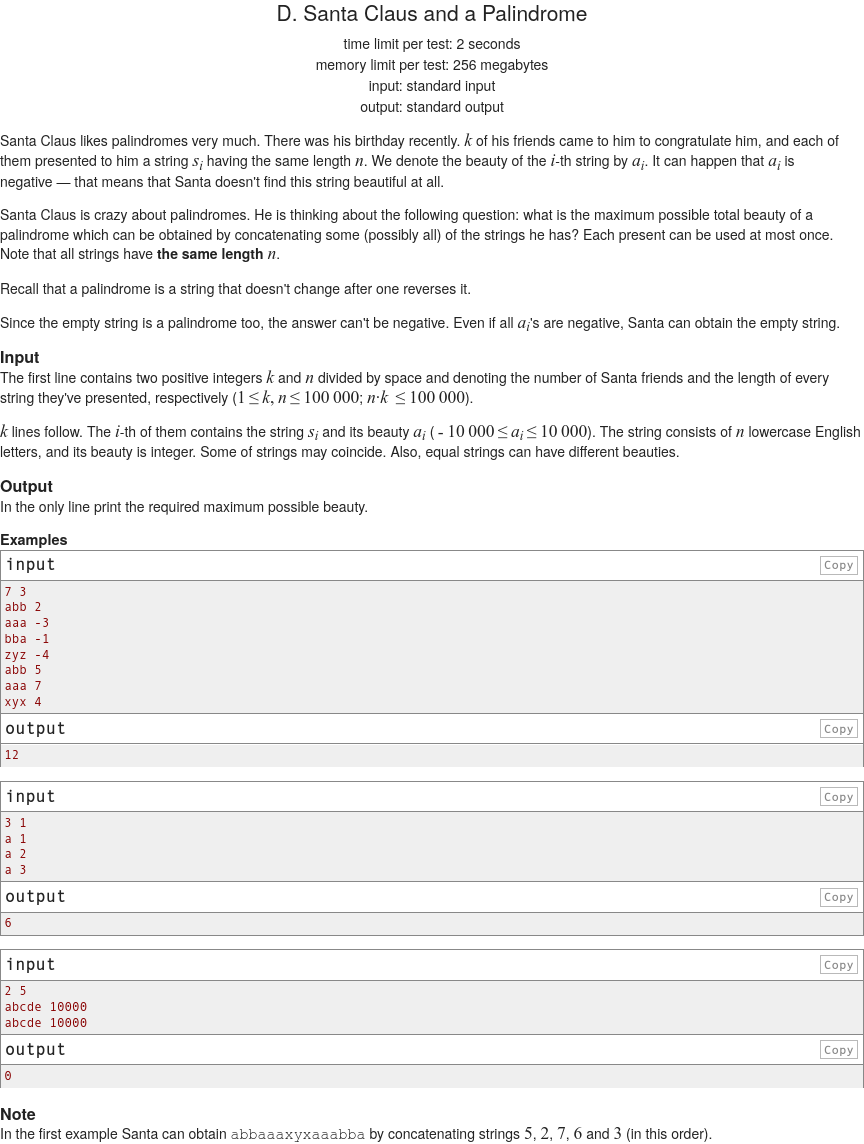 D. Santa Claus and a Palindrome
time limit per test: 2 seconds
memory limit per test: 256 megabytes
input: standard input
output: standard output
Santa Claus likes palindromes very much. There was his birthday recently. k of his friends came to him to congratulate him, and each of
them presented to him a string s_i having the same length n. We denote the beauty of the i-th string by a_i. It can happen that a_i is
negative — that means that Santa doesn't find this string beautiful at all.
Santa Claus is crazy about palindromes. He is thinking about the following question: what is the maximum possible total beauty of a
palindrome which can be obtained by concatenating some (possibly all) of the strings he has? Each present can be used at most once.
Note that all strings have the same length n.
Recall that a palindrome is a string that doesn't change after one reverses it.
Since the empty string is a palindrome too, the answer can't be negative. Even if all a_i's are negative, Santa can obtain the empty string.
Input
The first line contains two positive integers k and n divided by space and denoting the number of Santa friends and the length of every
string they've presented, respectively (1 ≤ k, n ≤ 100 000; n·k ≤ 100 000).
k lines follow. The i-th of them contains the string s_i and its beauty a_i ( - 10 000 ≤ a_i ≤ 10 000). The string consists of n lowercase English
letters, and its beauty is integer. Some of strings may coincide. Also, equal strings can have different beauties.
Output
In the only line print the required maximum possible beauty.
Examples
input Copy
7 3
abb 2
aaa -3
bba -1
zyz -4
abb 5
aaa 7
xyx 4
output Copy
12
input Copy
3 1
a 1
a 2
a 3
output Copy
6
input Copy
2 5
abcde 10000
abcde 10000
output Copy
0
Note
In the first example Santa can obtain abbaaaxyxaaabba by concatenating strings 5, 2, 7, 6 and 3 (in this order).